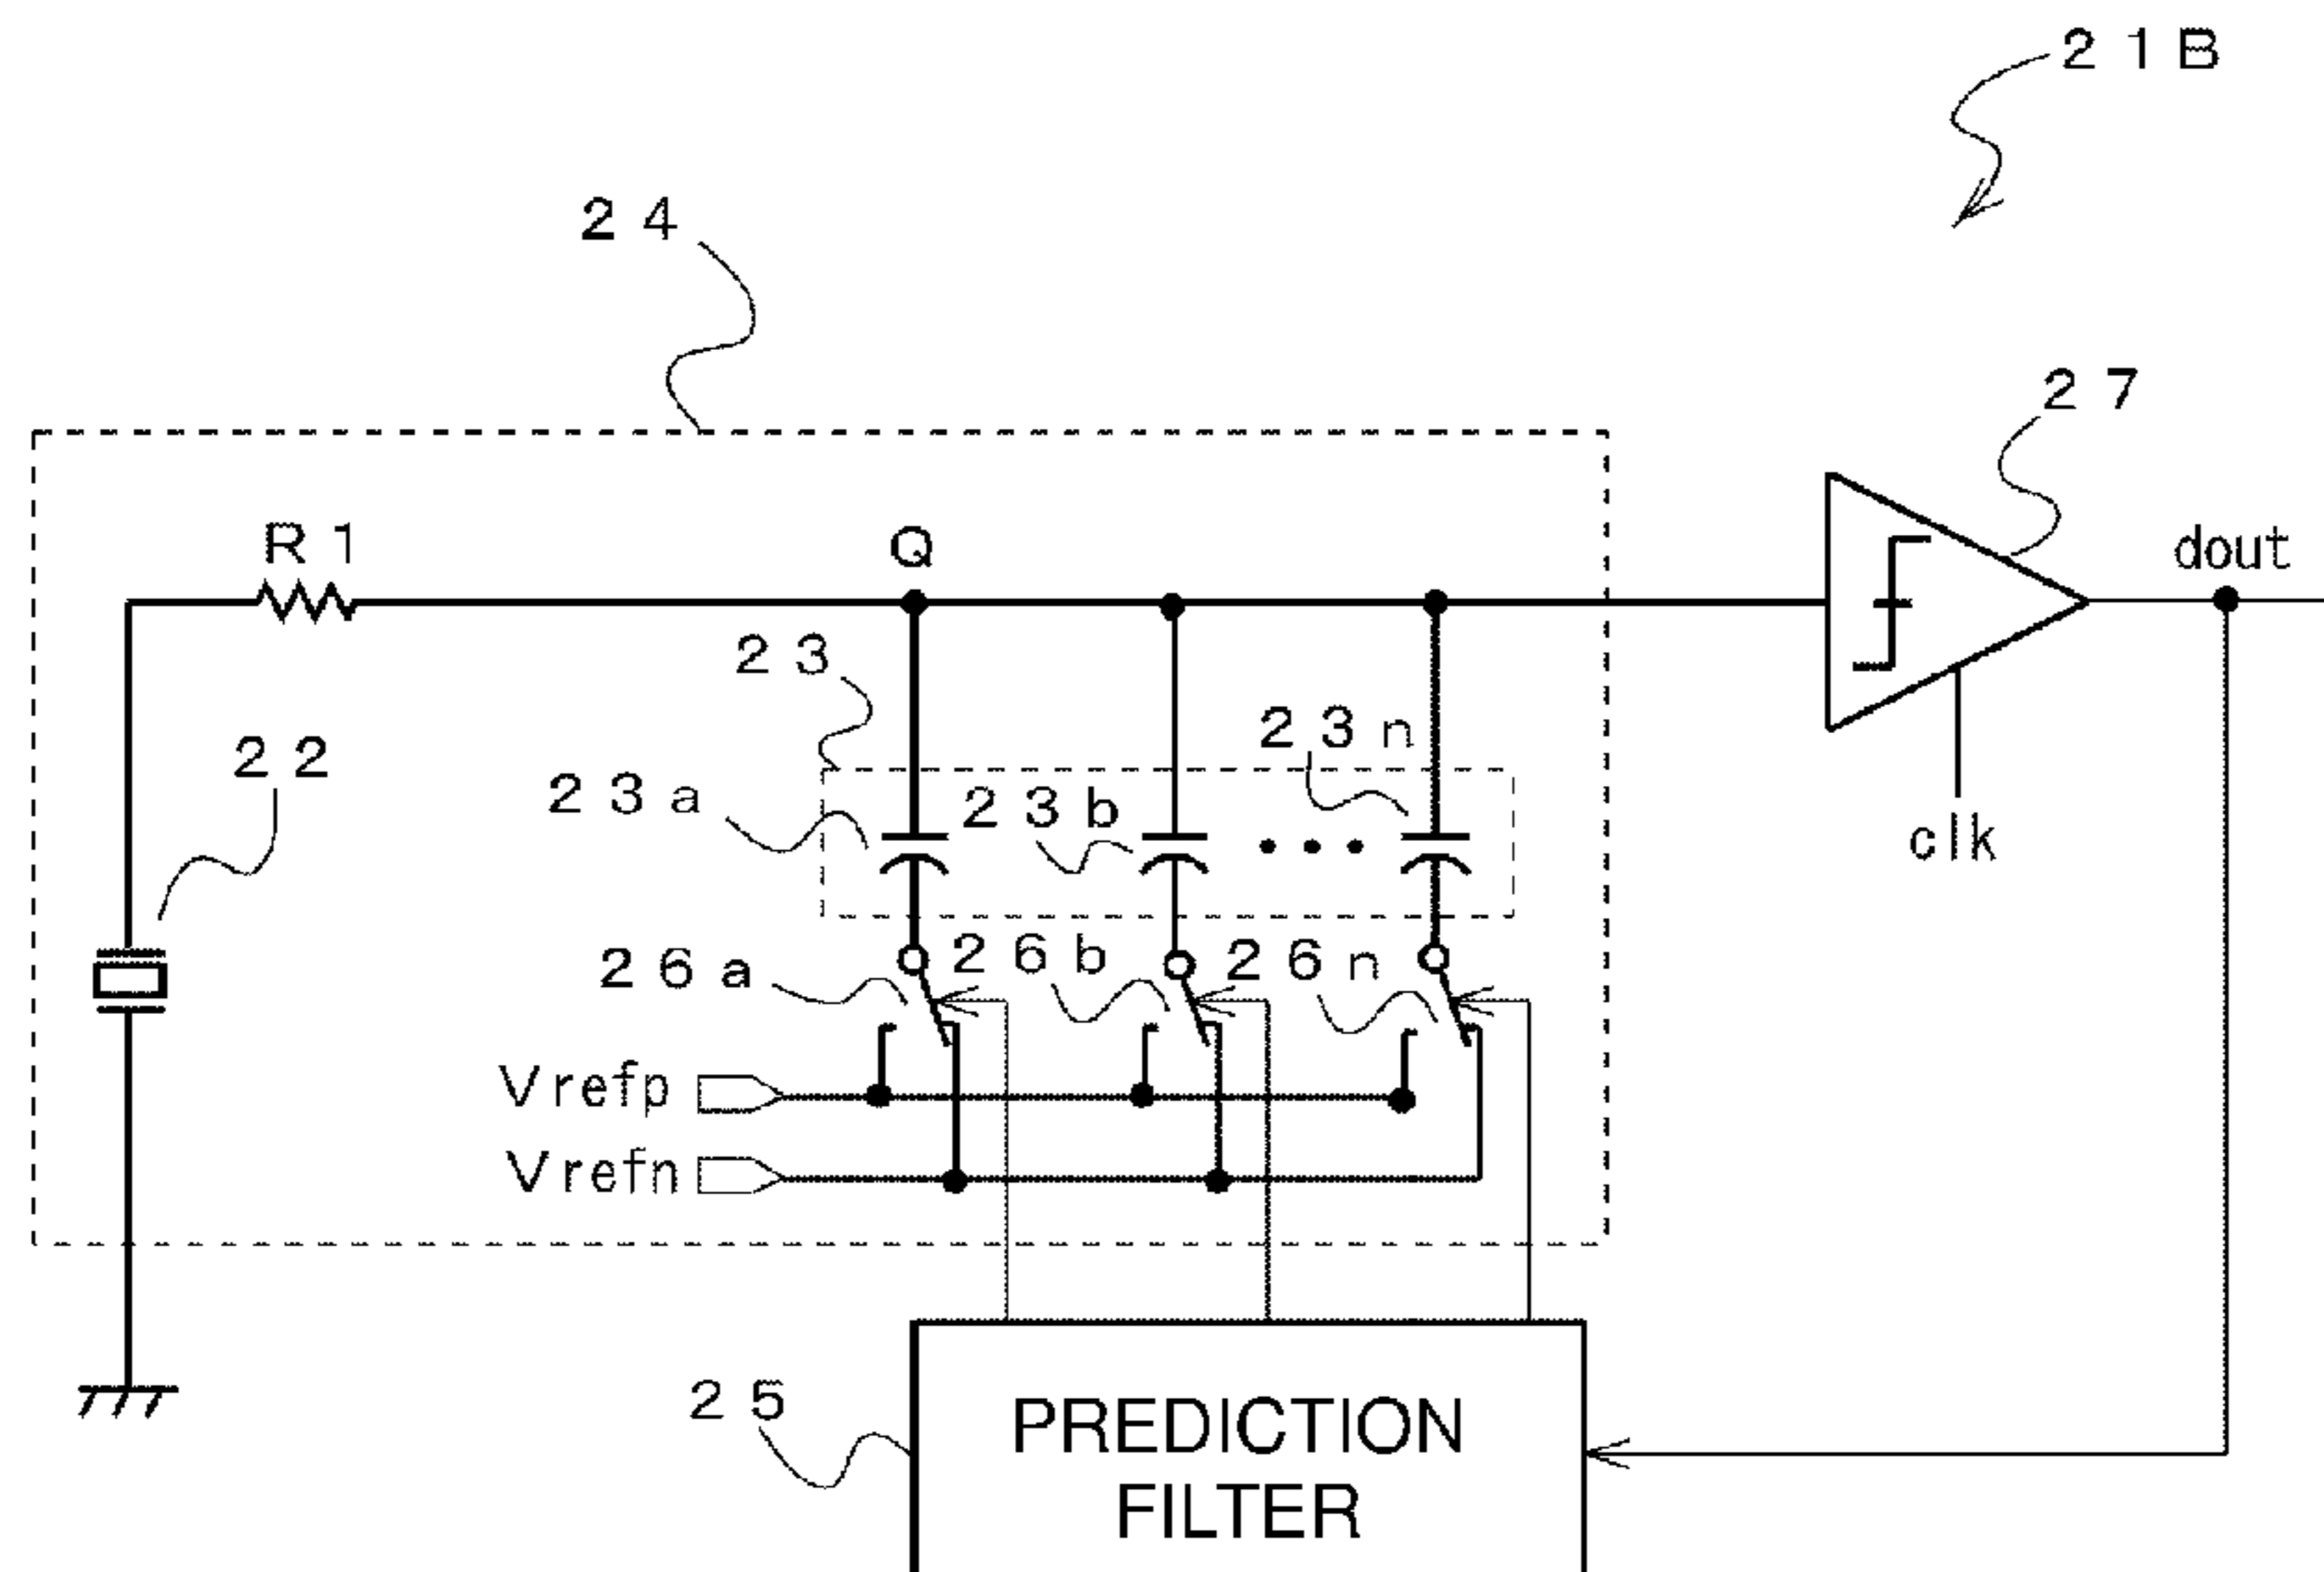 21B
24
27
R1
Q
dout
23
23n
22
23a
23b
clk
26a
26b
26n
Vrefp
Vrefn
25
PREDICTION
FILTER